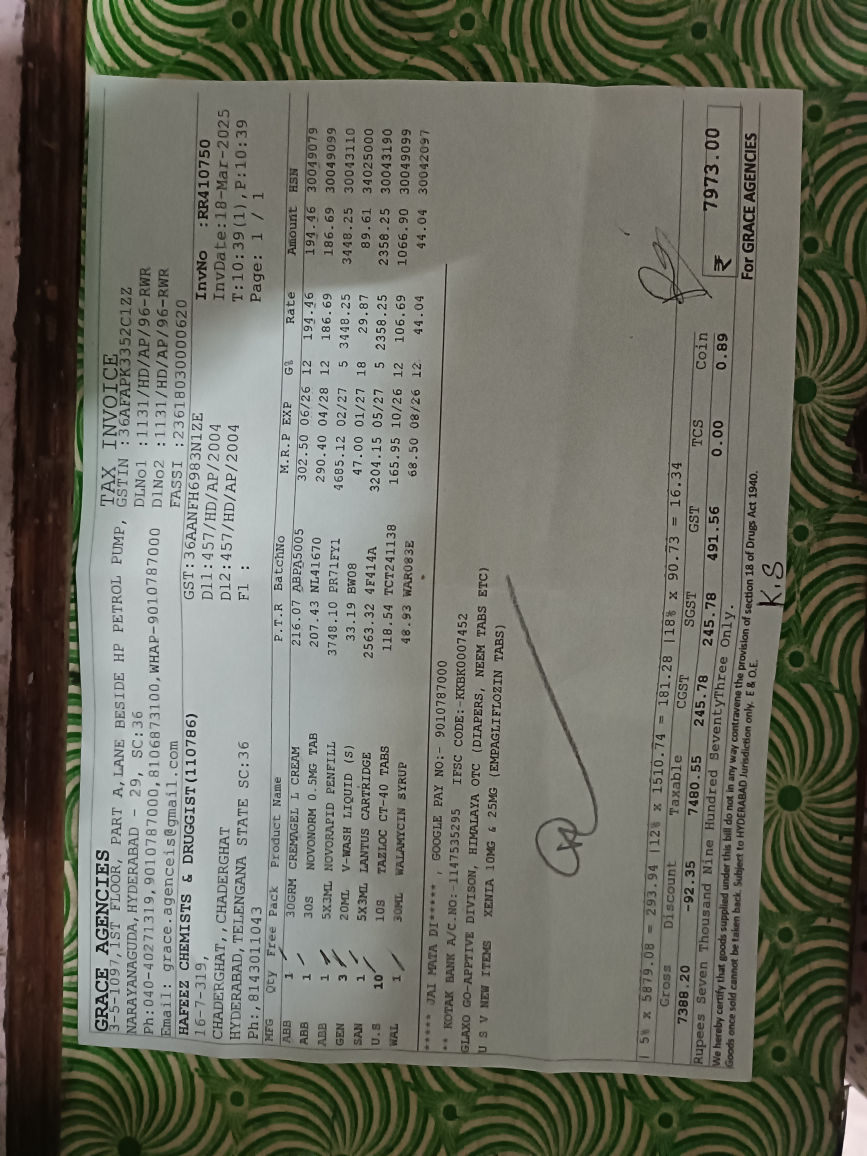 GRACE AGENCIES TAX INVOICE
3-5-1097,1ST FLOOR, PART A,LANE BESIDE HP PETROL PUMP, GSTIN :36AFAPK3352C1ZZ
NARAYANAGUDA,HYDERABAD - 29, SC:36 DLNo1 :1131/HD/AP/96-RWR
Ph:040-40271319,9010787000,8106873100,WHAP-9010787000 DlNo2 :1131/HD/AP/96-RWR
Email: grace.agenceis@gmail.com FASSI :23618030000620
HAFEEZ CHEMISTS & DRUGGIST(110786) GST:36AANFH6983N1ZE InvNo :RR410750
16-7-319, Dl1:457/HD/AP/2004 InvDate:18-Mar-2025
CHADERGHAT,,CHADERGHAT Dl2:457/HD/AP/2004 T:10:39(1),P:10:39
HYDERABAD,TELENGANA STATE SC:36 Fl : Page: 1 / 1
Ph:,8143011043
MFG Qty Free Pack Product Name P.T.R BatchNo M.R.P EXP G% Rate Amount HSN
ABB 1 30GRM CREMAGEL L CREAM 216.07 ABPA5005 302.50 06/26 12 194.46 194.46 30049079
ABB 1 30S NOVONORM 0.5MG TAB 207.43 NL41670 290.40 04/28 12 186.69 186.69 30049099
ABB 1 5X3ML NOVORAPID PENFILL 3748.10 PR71FY1 4685.12 02/27 5 3448.25 3448.25 30043110
GEN 3 20ML V-WASH LIQUID (S) 33.19 BW08 47.00 01/27 18 29.87 89.61 34025000
SAN 1 5X3ML LANTUS CARTRIDGE 2563.32 4F414A 3204.15 05/27 5 2358.25 2358.25 30043190
U.S 10 10S TAZLOC CT-40 TABS 118.54 TCT241138 165.95 10/26 12 106.69 1066.90 30049099
WAL 1 30ML WALAMYCIN SYRUP 48.93 WAR083E 68.50 08/26 12 44.04 44.04 30042097
***** JAI MATA DI***** , GOOGLE PAY NO:- 9010787000
** KOTAK BANK A/C.NO:-1147535295 IFSC CODE:-KKBK0007452
GLAXO GO-APPTIVE DIVISON, HIMALAYA OTC (DIAPERS, NEEM TABS ETC)
U S V NEW ITEMS XENIA 10MG & 25MG (EMPAGLIFLOZIN TABS)
| 5% x 5879.08 = 293.94 |12% x 1510.74 = 181.28 |18% x 90.73 = 16.34
Gross Discount Taxable CGST SGST GST TCS Coin
7388.20 -92.35 7480.55 245.78 245.78 491.56 0.00 0.89 ₹ 7973.00
Rupees Seven Thousand Nine Hundred SeventyThree Only.
We hereby certify that goods supplied under this bill do not in any way contravene the provision of section 18 of Drugs Act 1940.
Goods once sold cannot be taken back. Subject to HYDERABAD Jurisdiction only. E & O.E. For GRACE AGENCIES
K.S